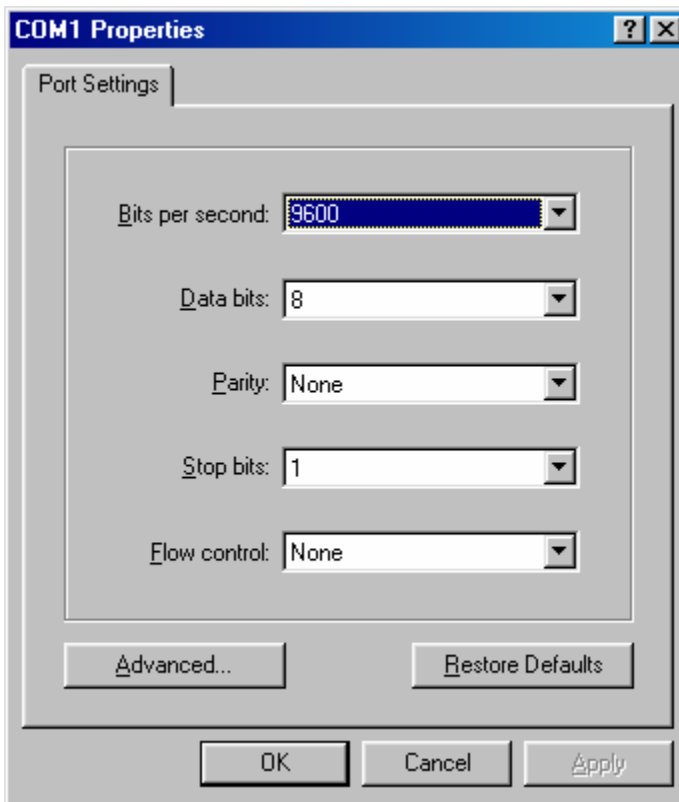 COM1 Properties
Port Settings
Bits per second: 9600
Data bits: 8
Parity: None
Stop bits: 1
Flow control: None
Advanced... Restore Defaults
OK Cancel Apply